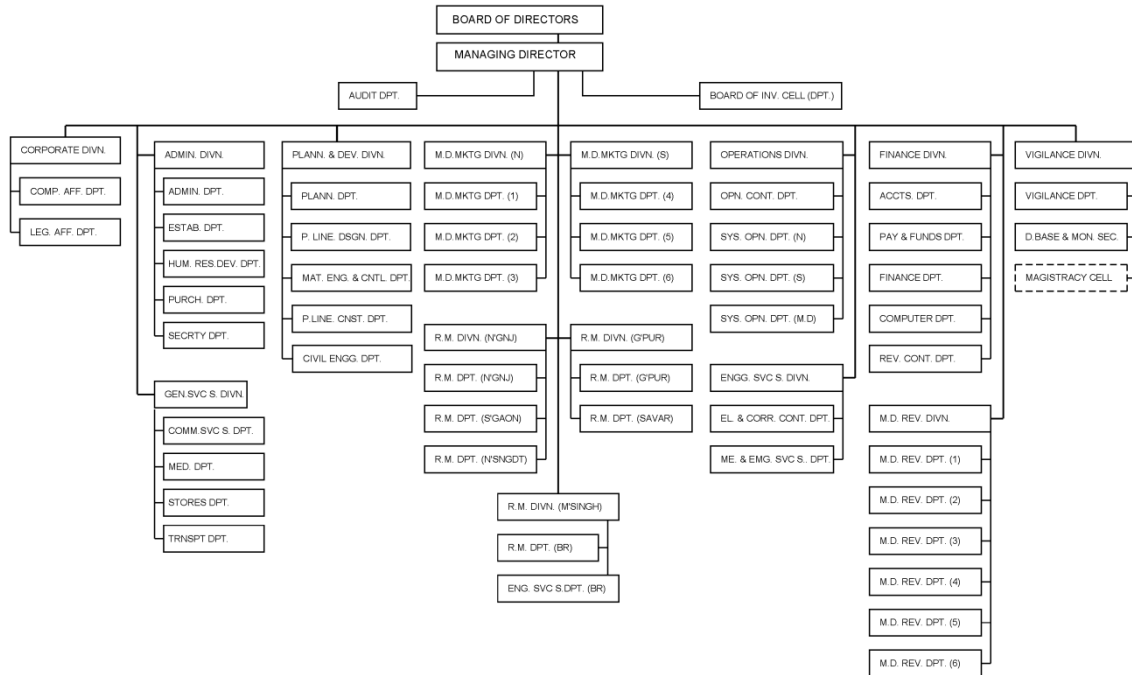 BOARD OF DIRECTORS
MANAGING DIRECTOR
AUDIT DPT.
BOARD OF INV. CELL (DPT.)
CORPORATE DIVN.
COMP. AFF. DPT.
LEG. AFF. DPT.
ADMIN. DIVN.
ADMIN. DPT.
ESTAB. DPT.
HUM. RES.DEV. DPT.
PURCH. DPT.
SECRTY DPT.
GEN.SVC S. DIVN.
COMM.SVC S. DPT.
MED. DPT.
STORES DPT.
TRNSPT DPT.
PLANN. & DEV. DIVN.
PLANN. DPT.
P. LINE. DSGN. DPT.
MAT. ENG. & CNTL. DPT.
P.LINE. CNST. DPT.
CIVIL ENGG. DPT.
M.D.MKTG DIVN. (N)
M.D.MKTG DPT. (1)
M.D.MKTG DPT. (2)
M.D.MKTG DPT. (3)
M.D.MKTG DIVN. (S)
M.D.MKTG DPT. (4)
M.D.MKTG DPT. (5)
M.D.MKTG DPT. (6)
R.M. DIVN. (N'GNJ)
R.M. DPT. (N'GNJ)
R.M. DPT. (S'GAON)
R.M. DPT. (N'SNGDT)
R.M. DIVN. (G'PUR)
R.M. DPT. (G'PUR)
R.M. DPT. (SAVAR)
R.M. DIVN. (M'SINGH)
R.M. DPT. (BR)
ENG. SVC S.DPT. (BR)
OPERATIONS DIVN.
OPN. CONT. DPT.
SYS. OPN. DPT. (N)
SYS. OPN. DPT. (S)
SYS. OPN. DPT. (M.D)
ENGG. SVC S. DIVN.
EL. & CORR. CONT. DPT.
ME. & EMG. SVC S.. DPT.
FINANCE DIVN.
ACCTS. DPT.
PAY & FUNDS DPT.
FINANCE DPT.
COMPUTER DPT.
REV. CONT. DPT.
M.D. REV. DIVN.
M.D. REV. DPT. (1)
M.D. REV. DPT. (2)
M.D. REV. DPT. (3)
M.D. REV. DPT. (4)
M.D. REV. DPT. (5)
M.D. REV. DPT. (6)
VIGILANCE DIVN.
VIGILANCE DPT.
D.BASE & MON. SEC.
MAGISTRACY CELL